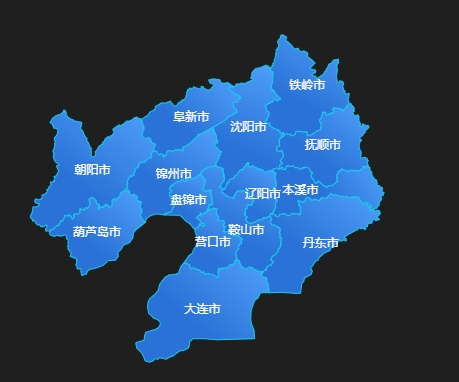 铁岭市
阜新市
沈阳市
抚顺市
朝阳市
锦州市
本溪市
辽阳市
盘锦市
葫芦岛市
鞍山市
营口市
丹东市
大连市